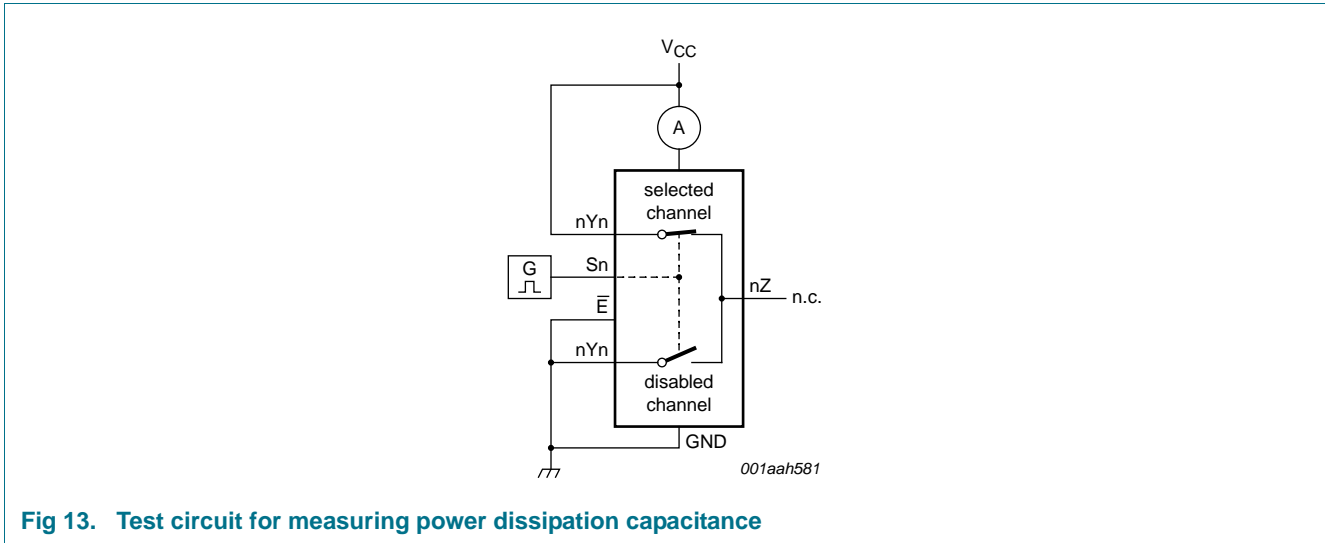 VCC
A
selected
channel
nYn
Sn
G
nZ
n.c.
E̅
nYn
disabled
channel
GND
001aah581
Fig 13. Test circuit for measuring power dissipation capacitance